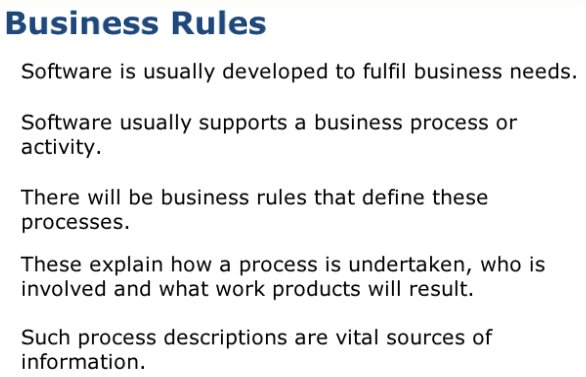 Business Rules
Software is usually developed to fulfil business needs.
Software usually supports a business process or
activity.
There will be business rules that define these
processes.
These explain how a process is undertaken, who is
involved and what work products will result.
Such process descriptions are vital sources of
information.